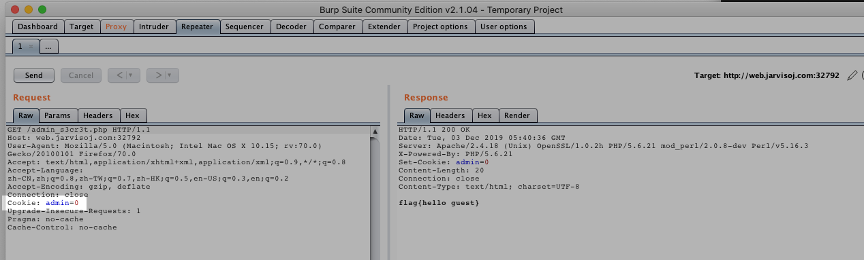 Burp Suite Community Edition v2.1.04 - Temporary Project
Dashboard Target Proxy Intruder Repeater Sequencer Decoder Comparer Extender Project options User options
1 × ...
Send Cancel < | ▾ > | ▾ Target: http://web.jarvisoj.com:32792
Request
Raw Params Headers Hex
GET /admin_s3cr3t.php HTTP/1.1
Host: web.jarvisoj.com:32792
User-Agent: Mozilla/5.0 (Macintosh; Intel Mac OS X 10.15; rv:70.0)
Gecko/20100101 Firefox/70.0
Accept: text/html,application/xhtml+xml,application/xml;q=0.9,*/*;q=0.8
Accept-Language:
zh-CN,zh;q=0.8,zh-TW;q=0.7,zh-HK;q=0.5,en-US;q=0.3,en;q=0.2
Accept-Encoding: gzip, deflate
Connection: close
Cookie: admin=0
Upgrade-Insecure-Requests: 1
Pragma: no-cache
Cache-Control: no-cache
Response
Raw Headers Hex Render
HTTP/1.1 200 OK
Date: Tue, 03 Dec 2019 05:40:36 GMT
Server: Apache/2.4.18 (Unix) OpenSSL/1.0.2h PHP/5.6.21 mod_perl/2.0.8-dev Perl/v5.16.3
X-Powered-By: PHP/5.6.21
Set-Cookie: admin=0
Content-Length: 20
Connection: close
Content-Type: text/html; charset=UTF-8
flag{hello guest}